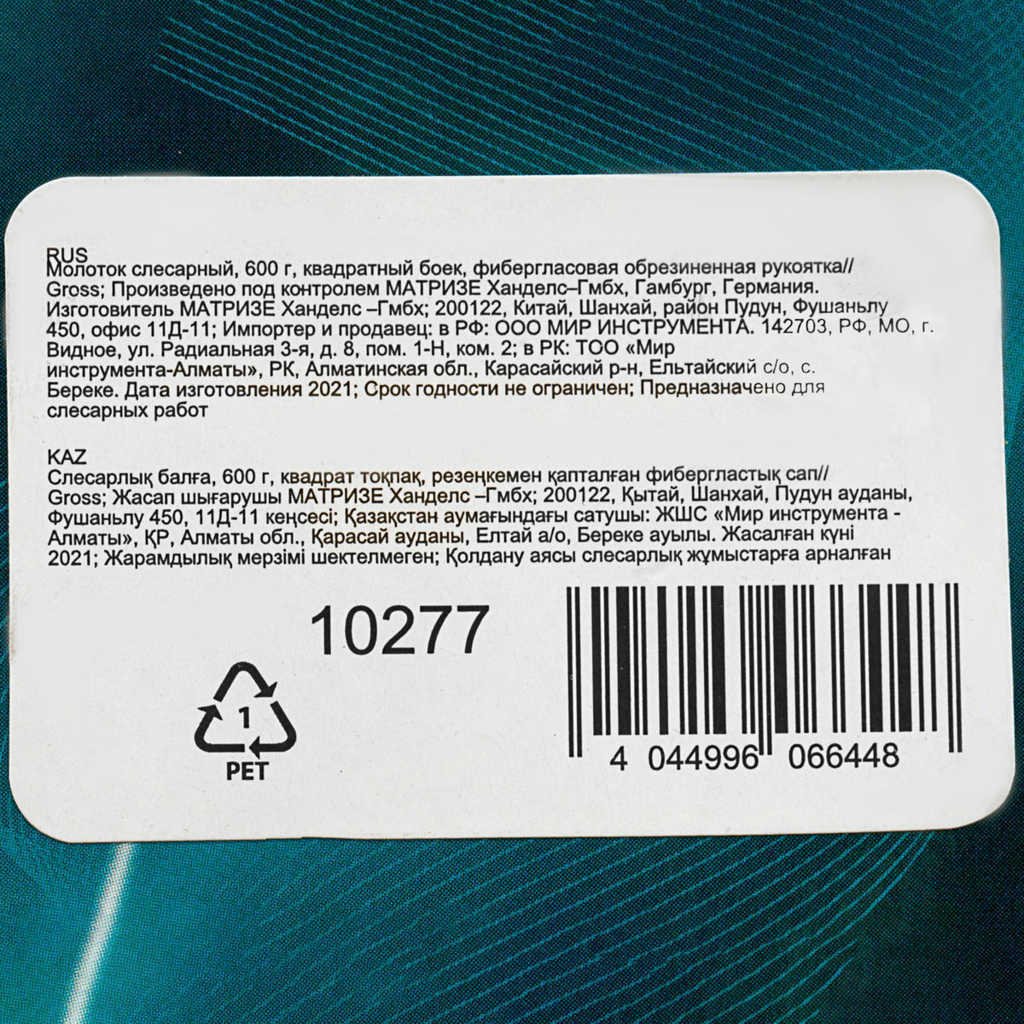 RUS
Молоток слесарный, 600 г, квадратный боек, фибергласовая обрезиненная рукоятка//
Gross; Произведено под контролем МАТРИЗЕ Ханделс–Гмбх, Гамбург, Германия.
Изготовитель МАТРИЗЕ Ханделс –Гмбх; 200122, Китай, Шанхай, район Пудун, Фушаньлу
450, офис 11Д-11; Импортер и продавец: в РФ: ООО МИР ИНСТРУМЕНТА. 142703, РФ, МО, г.
Видное, ул. Радиальная 3-я, д. 8, пом. 1-Н, ком. 2; в РК: ТОО «Мир
инструмента-Алматы», РК, Алматинская обл., Карасайский р-н, Ельтайский с/о, с.
Береке. Дата изготовления 2021; Срок годности не ограничен; Предназначено для
слесарных работ
KAZ
Слесарлық балға, 600 г, квадрат тоқпақ, резеңкемен қапталған фибергластық сап//
Gross; Жасап шығарушы МАТРИЗЕ Ханделс –Гмбх; 200122, Қытай, Шанхай, Пудун ауданы,
Фушаньлу 450, 11Д-11 кеңсесі; Қазақстан аумағындағы сатушы: ЖШС «Мир инструмента -
Алматы», ҚР, Алматы обл., Қарасай ауданы, Елтай а/о, Береке ауылы. Жасалған күні
2021; Жарамдылық мерзімі шектелмеген; Қолдану аясы слесарлық жұмыстарға арналған
10277
1
PET
4 044996 066448